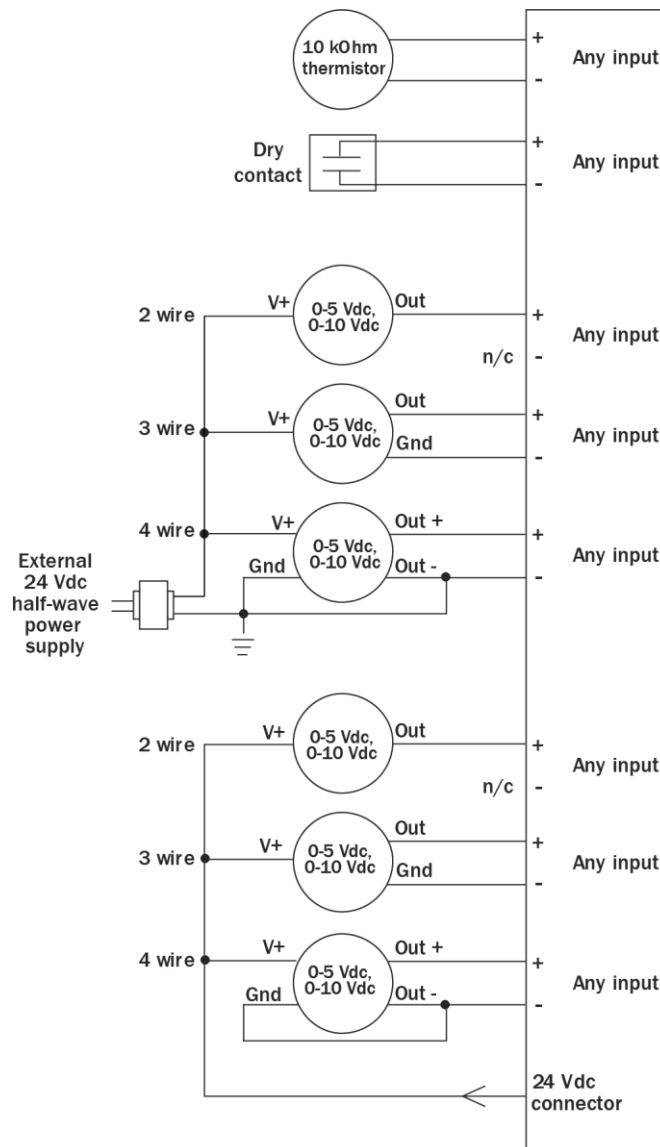 10 kOhm
thermistor
+
-
Any input
Dry
contact
+
-
Any input
2 wire
V+
0-5 Vdc,
0-10 Vdc
Out
+
n/c
-
Any input
3 wire
V+
0-5 Vdc,
0-10 Vdc
Out
Gnd
+
-
Any input
4 wire
V+
Gnd
0-5 Vdc,
0-10 Vdc
Out +
Out -
+
-
Any input
External
24 Vdc
half-wave
power
supply
2 wire
V+
0-5 Vdc,
0-10 Vdc
Out
+
n/c
-
Any input
3 wire
V+
0-5 Vdc,
0-10 Vdc
Out
Gnd
+
-
Any input
4 wire
V+
Gnd
0-5 Vdc,
0-10 Vdc
Out +
Out -
+
-
Any input
24 Vdc
connector